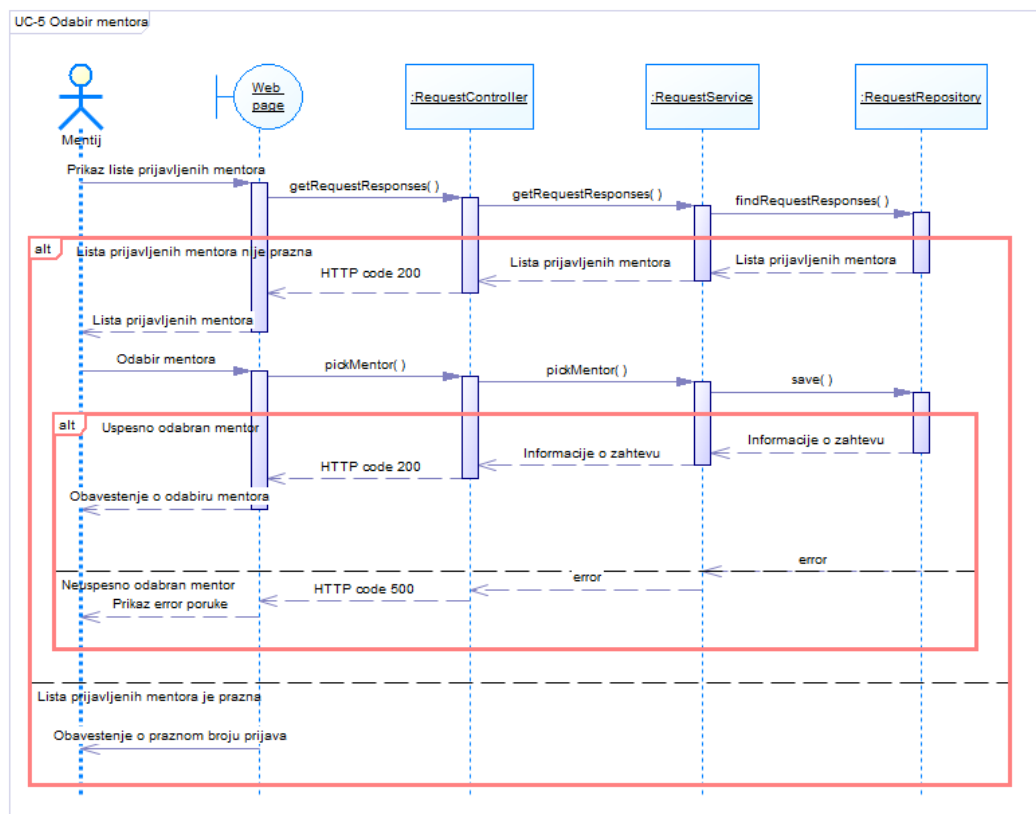 UC-5 Odabir mentora
Web
page
:RequestController
:RequestService
:RequestRepository
Mentij
Prikaz liste prijavljenih mentora
getRequestResponses( )
getRequestResponses( )
findRequestResponses( )
alt
Lista prijavljenih mentora nije prazna
HTTP code 200
Lista prijavljenih mentora
Lista prijavljenih mentora
Lista prijavljenih mentora
Odabir mentora
pickMentor( )
pickMentor( )
save( )
alt
Uspesno odabran mentor
HTTP code 200
Informacije o zahtevu
Informacije o zahtevu
Obavestenje o odabiru mentora
error
error
Neuspesno odabran mentor
HTTP code 500
Prikaz error poruke
Lista prijavljenih mentora je prazna
Obavestenje o praznom broju prijava